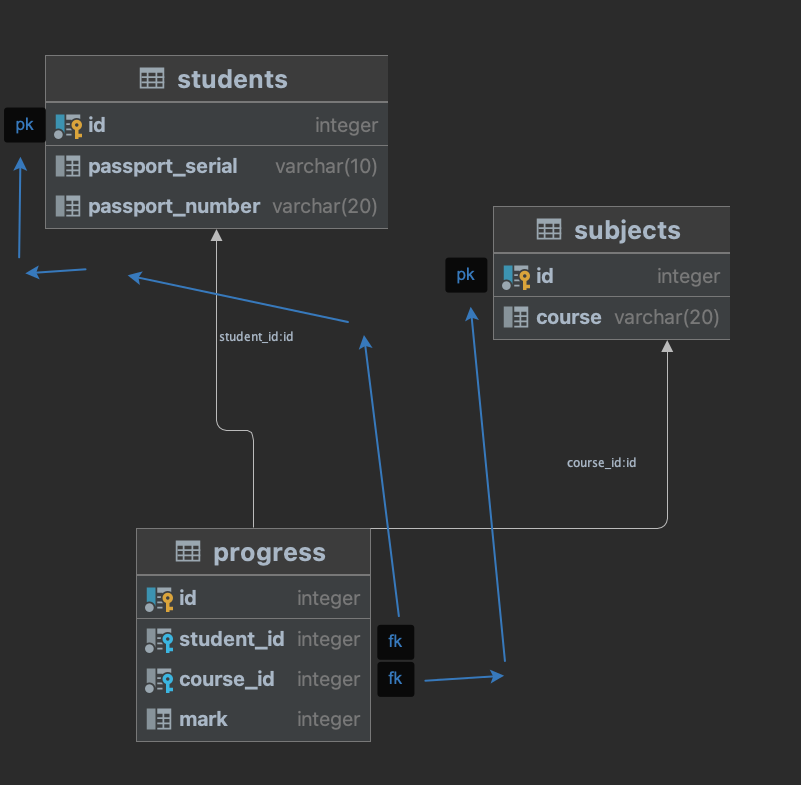 students
pk
id integer
passport_serial varchar(10)
passport_number varchar(20)
subjects
pk
id integer
course varchar(20)
student_id:id
course_id:id
progress
id integer
student_id integer fk
course_id integer fk
mark integer